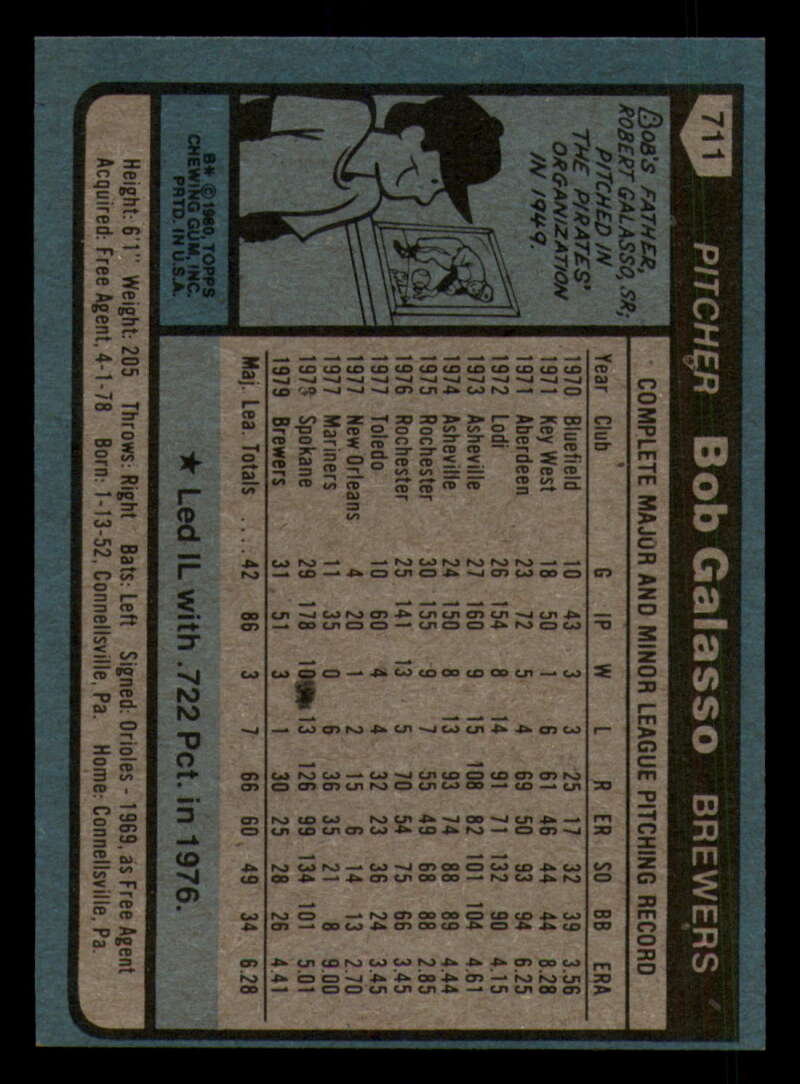 711 PITCHER Bob Galasso BREWERS
BOB'S FATHER,
ROBERT GALASSO, SR.,
PITCHED IN
THE PIRATES'
ORGANIZATION
IN 1949.
B* © 1980, TOPPS
CHEWING GUM, INC.
PRTD. IN U.S.A.
COMPLETE MAJOR AND MINOR LEAGUE PITCHING RECORD
Year Club G IP W L R ER SO BB ERA
1970 Bluefield 10 43 3 3 25 17 32 39 3.56
1971 Key West 18 50 1 6 61 46 44 44 8.28
1971 Aberdeen 23 72 5 4 69 50 93 94 6.25
1972 Lodi 26 154 8 14 91 71 132 90 4.15
1973 Asheville 27 160 9 15 108 82 101 104 4.61
1974 Asheville 24 150 8 13 93 74 88 89 4.44
1975 Rochester 30 155 9 7 55 49 68 88 2.85
1976 Rochester 25 141 13 5 70 54 75 66 3.45
1977 Toledo 10 60 4 4 32 23 36 24 3.45
1977 New Orleans 4 20 1 2 15 6 14 13 2.70
1977 Mariners 11 35 0 6 36 35 21 8 9.00
1978 Spokane 29 178 10 13 126 99 134 101 5.01
1979 Brewers 31 51 3 1 30 25 28 26 4.41
Maj. Lea. Totals .... 42 86 3 7 66 60 49 34 6.28
★ Led IL with .722 Pct. in 1976.
Height: 6'1" Weight: 205 Throws: Right Bats: Left Signed: Orioles - 1969, as Free Agent
Acquired: Free Agent, 4-1-78 Born: 1-13-52, Connellsville, Pa. Home: Connellsville, Pa.